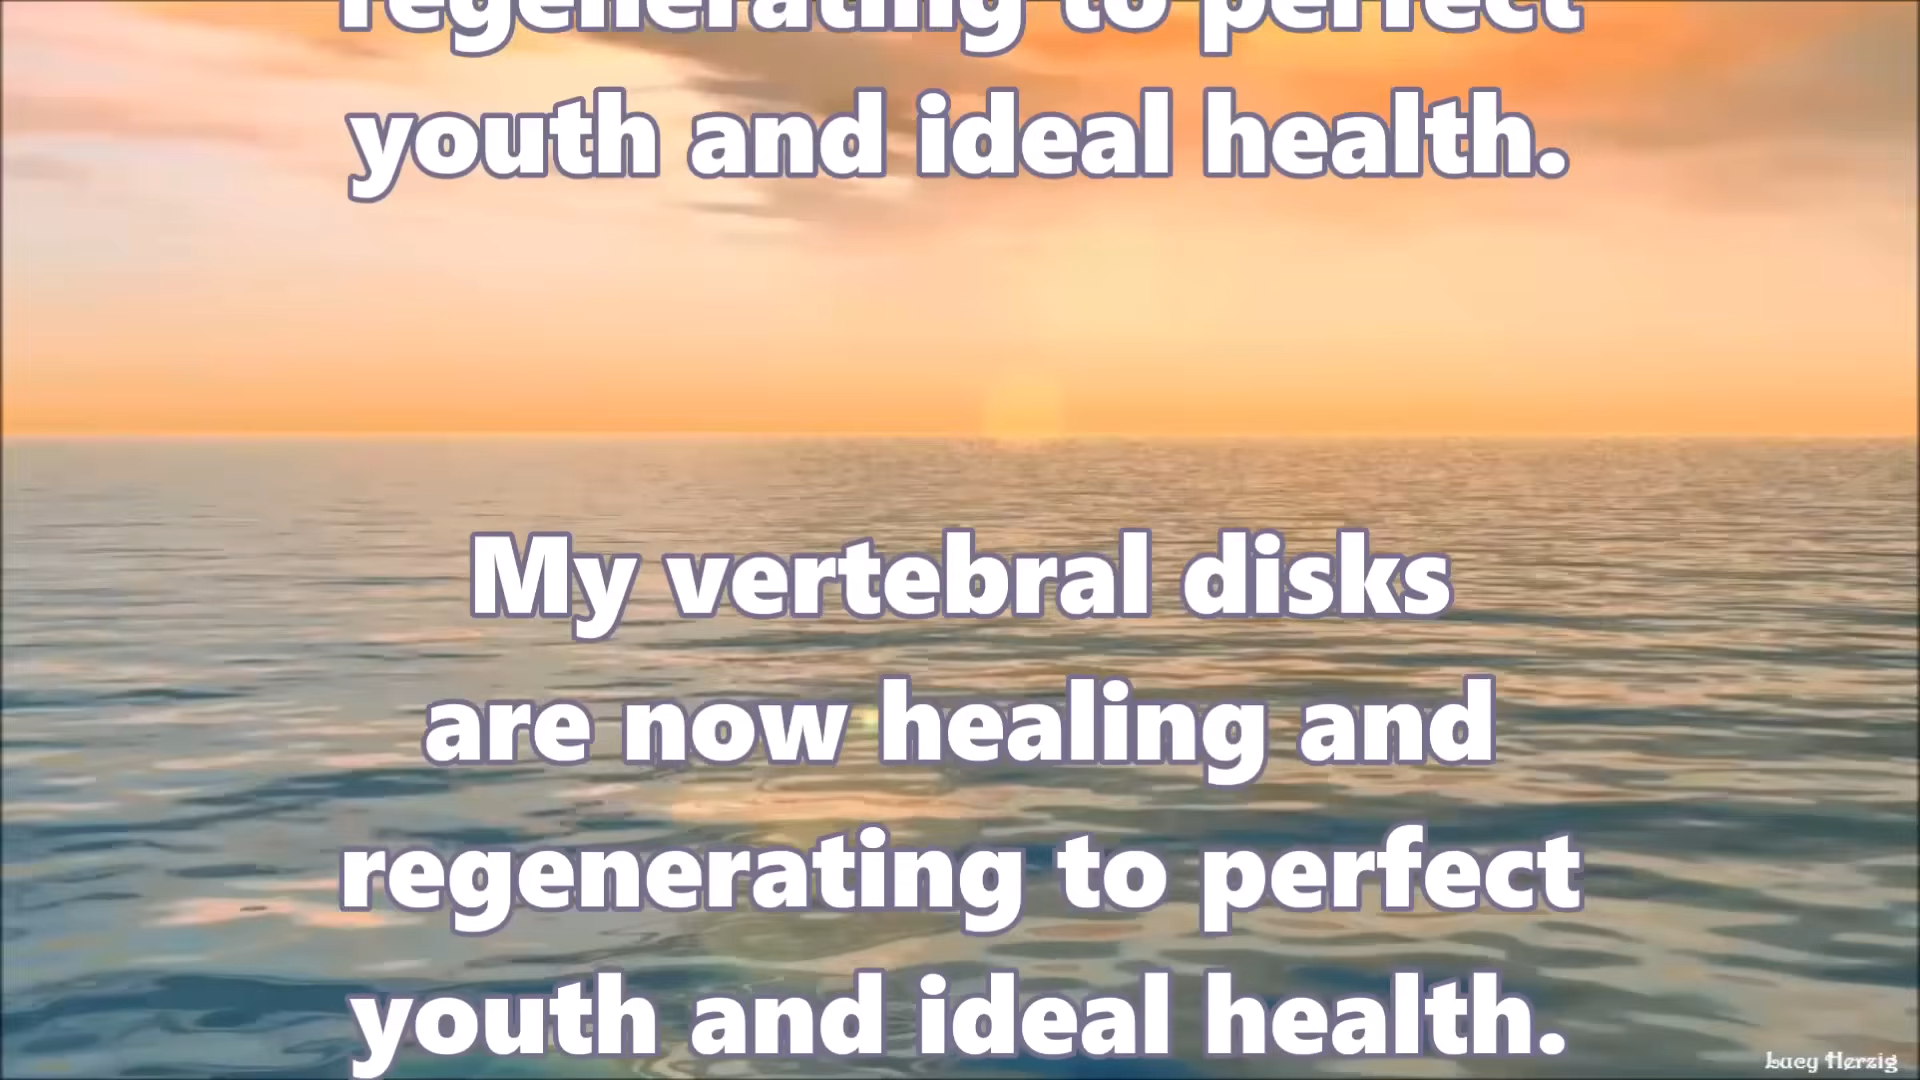 regenerating to perfect
youth and ideal health.
My vertebral disks
are now healing and
regenerating to perfect
youth and ideal health.
Lucy Herzig